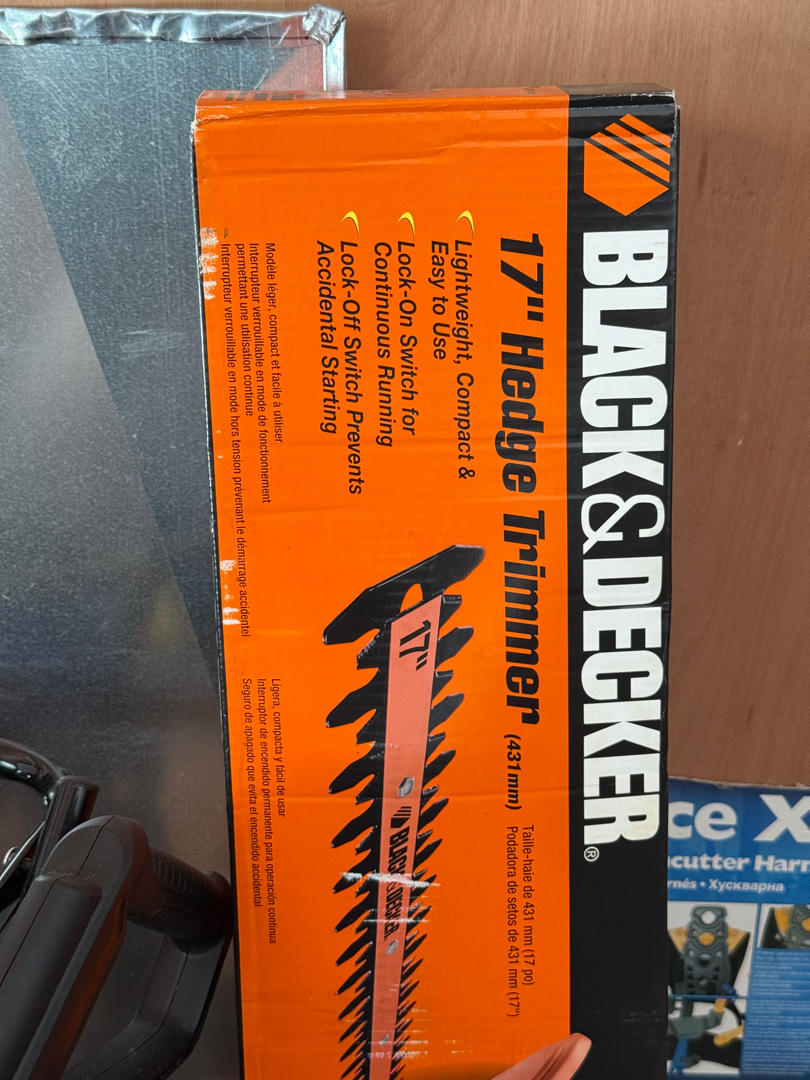 BLACK&DECKER®
17" Hedge Trimmer (431 mm)
Taille-haie de 431 mm (17 po)
Podadora de setos de 431 mm (17")
Lightweight, Compact &
Easy to Use
Lock-On Switch for
Continuous Running
Lock-Off Switch Prevents
Accidental Starting
Modèle léger, compact et facile à utiliser
Interrupteur verrouillable en mode de fonctionnement
permettant une utilisation continue
Interrupteur verrouillable en mode hors tension prévenant le démarrage accidentel
Ligera, compacta y fácil de usar
Interruptor de encendido permanente para operación continua
Seguro de apagado que evita el encendido accidental
17"
BLACK&DECKER
ce X
cutter Harn
rnés • Хускварна